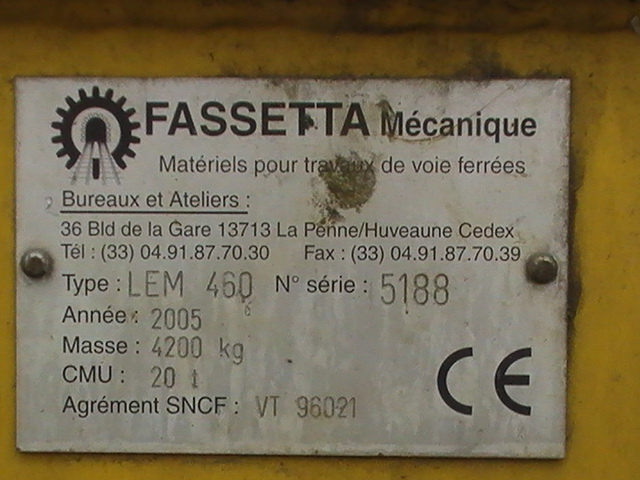 FASSETTA Mécanique
Matériels pour travaux de voie ferrées
Bureaux et Ateliers :
36 Bld de la Gare 13713 La Penne/Huveaune Cedex
Tél : (33) 04.91.87.70.30 Fax : (33) 04.91.87.70.39
Type : LEM 460 N° série : 5188
Année : 2005
Masse : 4200 kg
CMU : 20 t
Agrément SNCF : VT 96021
CE